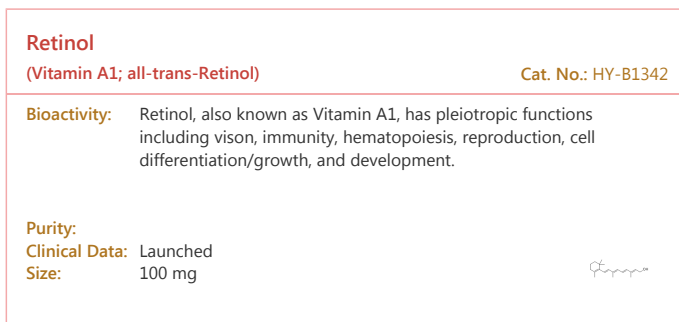 Retinol
(Vitamin A1; all-trans-Retinol) Cat. No.: HY-B1342
Bioactivity: Retinol, also known as Vitamin A1, has pleiotropic functions
including vison, immunity, hematopoiesis, reproduction, cell
differentiation/growth, and development.
Purity:
Clinical Data: Launched
Size: 100 mg
OH